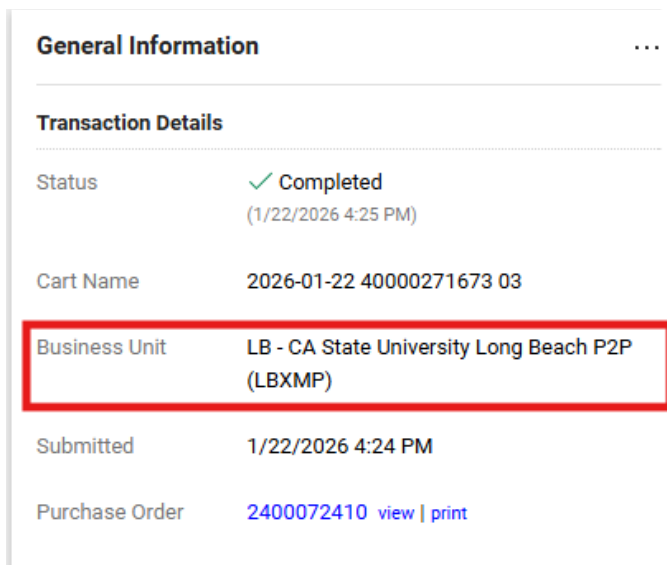 General Information ...
Transaction Details
Status ✓ Completed
(1/22/2026 4:25 PM)
Cart Name 2026-01-22 40000271673 03
Business Unit LB - CA State University Long Beach P2P
(LBXMP)
Submitted 1/22/2026 4:24 PM
Purchase Order 2400072410 view | print